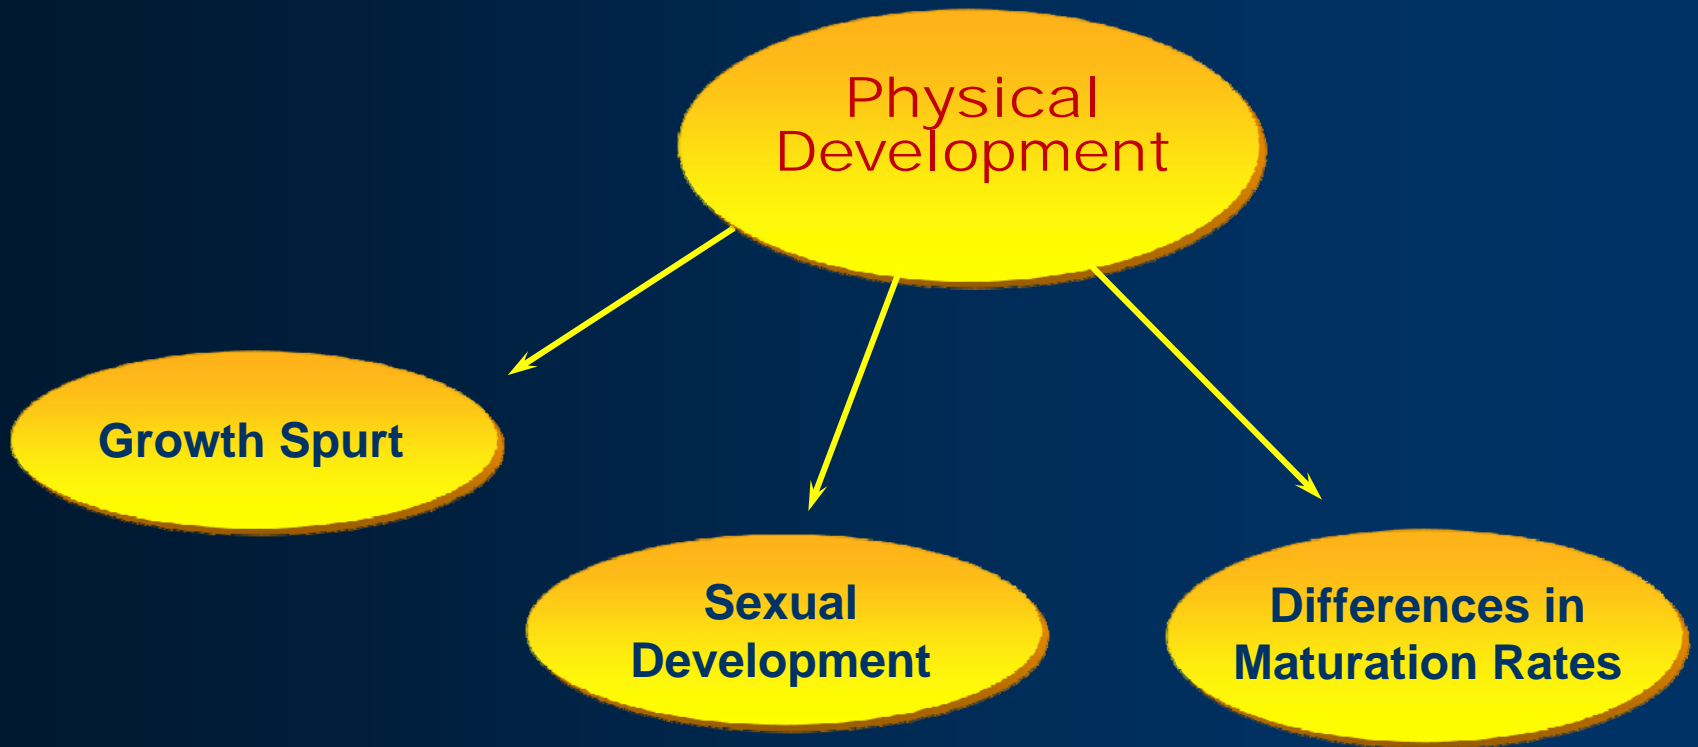 Physical
Development
Growth Spurt
Sexual
Development
Differences in
Maturation Rates